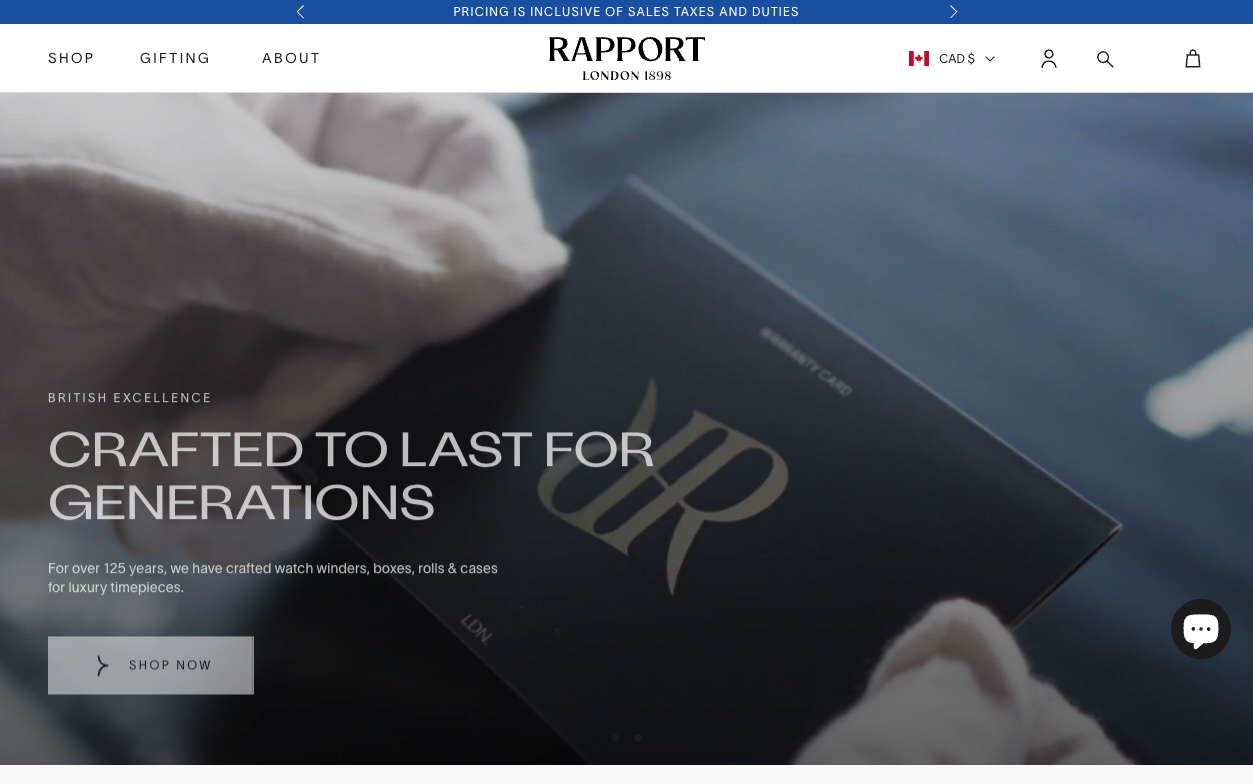 PRICING IS INCLUSIVE OF SALES TAXES AND DUTIES
SHOP GIFTING ABOUT
RAPPORT
LONDON 1898
CAD $
WARRANTY CARD
BRITISH EXCELLENCE
CRAFTED TO LAST FOR
GENERATIONS
For over 125 years, we have crafted watch winders, boxes, rolls & cases
for luxury timepieces.
LDN.
SHOP NOW